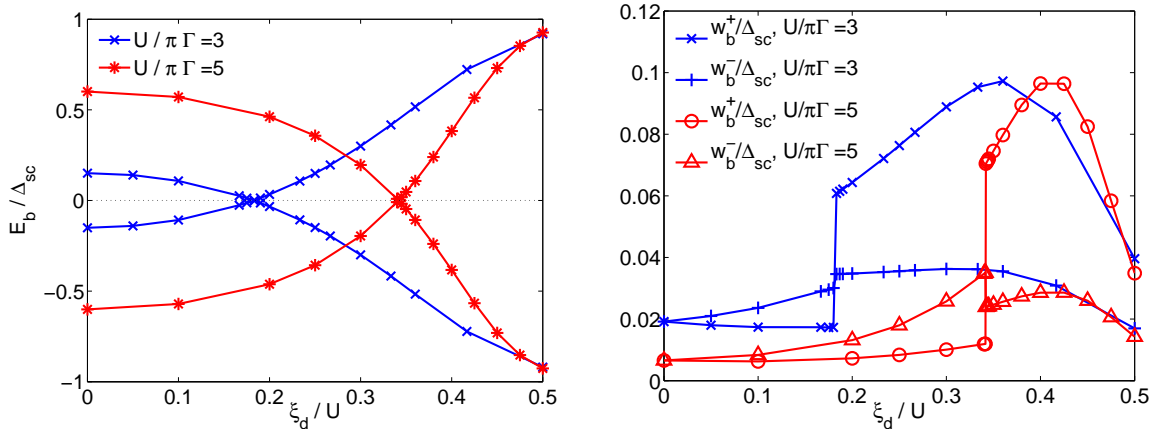 1
0.5
0
−0.5
−1
E_b / Δ_sc
U / π Γ =3
U / π Γ =5
0 0.1 0.2 0.3 0.4 0.5
ξ_d / U
0.12
0.1
0.08
0.06
0.04
0.02
0
w_b^+/Δ_sc, U/πΓ=3
w_b^−/Δ_sc, U/πΓ=3
w_b^+/Δ_sc, U/πΓ=5
w_b^−/Δ_sc, U/πΓ=5
0 0.1 0.2 0.3 0.4 0.5
ξ_d / U